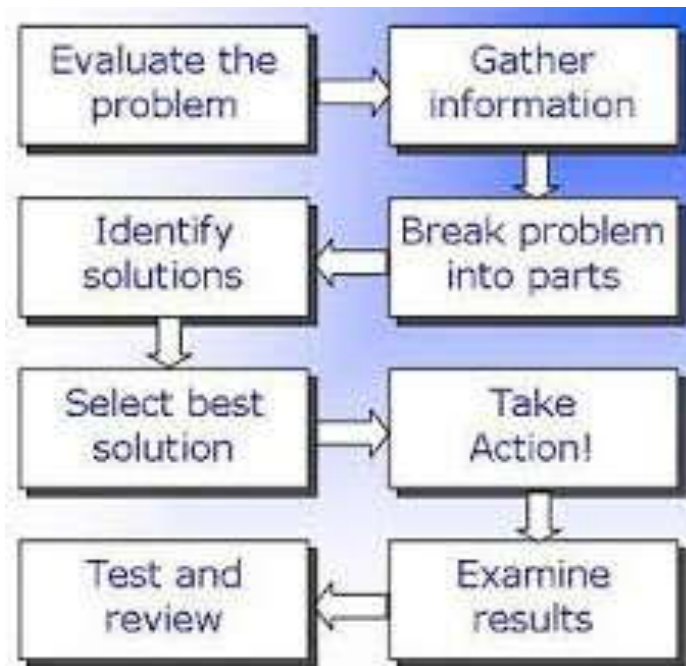 Evaluate the
problem
Gather
information
Break problem
into parts
Identify
solutions
Select best
solution
Take
Action!
Examine
results
Test and
review